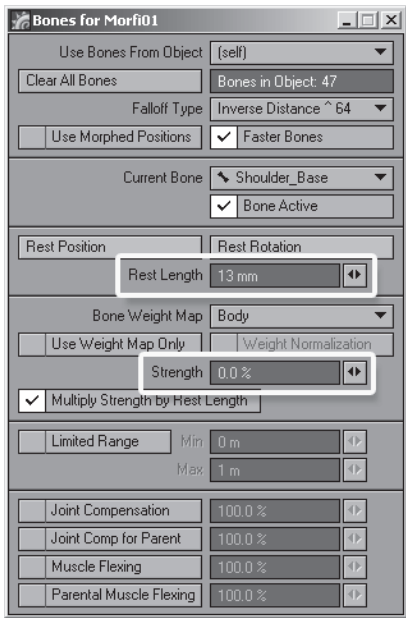 Bones for Morfi01
Use Bones From Object (self)
Clear All Bones Bones in Object: 47
Falloff Type Inverse Distance ^ 64
Use Morphed Positions Faster Bones
Current Bone Shoulder_Base
Bone Active
Rest Position Rest Rotation
Rest Length 13 mm
Bone Weight Map Body
Use Weight Map Only Weight Normalization
Strength 0.0 %
Multiply Strength by Rest Length
Limited Range Min 0 m
Max 1 m
Joint Compensation 100.0 %
Joint Comp for Parent 100.0 %
Muscle Flexing 100.0 %
Parental Muscle Flexing 100.0 %